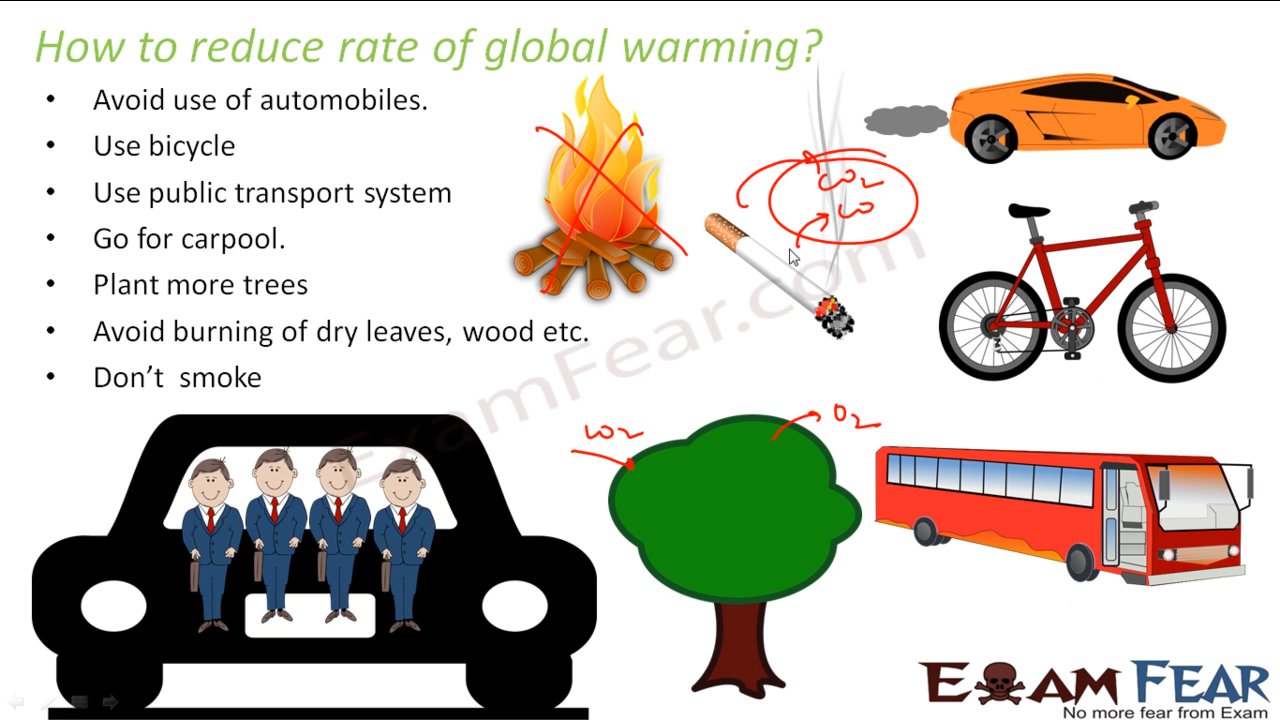 How to reduce rate of global warming?
• Avoid use of automobiles.
• Use bicycle
• Use public transport system
• Go for carpool.
• Plant more trees
• Avoid burning of dry leaves, wood etc.
• Don’t smoke
CO2
CO
ExamFear.com
CO2
O2
EXAM FEAR
No more fear from Exam